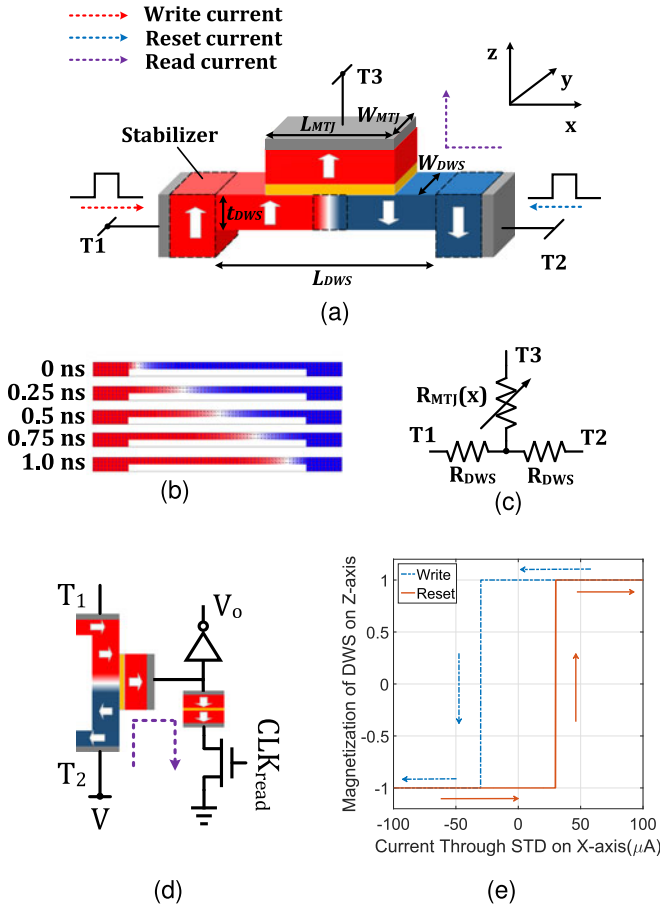 Write current
Reset current
Read current
T3
z
y
x
L_MTJ
W_MTJ
Stabilizer
W_DWS
t_DWS
T1
T2
L_DWS
(a)
0 ns
0.25 ns
0.5 ns
0.75 ns
1.0 ns
(b)
T3
R_MTJ(x)
T1
T2
R_DWS
R_DWS
(c)
T_1
V_o
CLK_read
T_2
V
(d)
Write
Reset
1
0.5
0
-0.5
-1
Magnetization of DWS on Z-axis
-100
-50
0
50
100
Current Through STD on X-axis(μA)
(e)